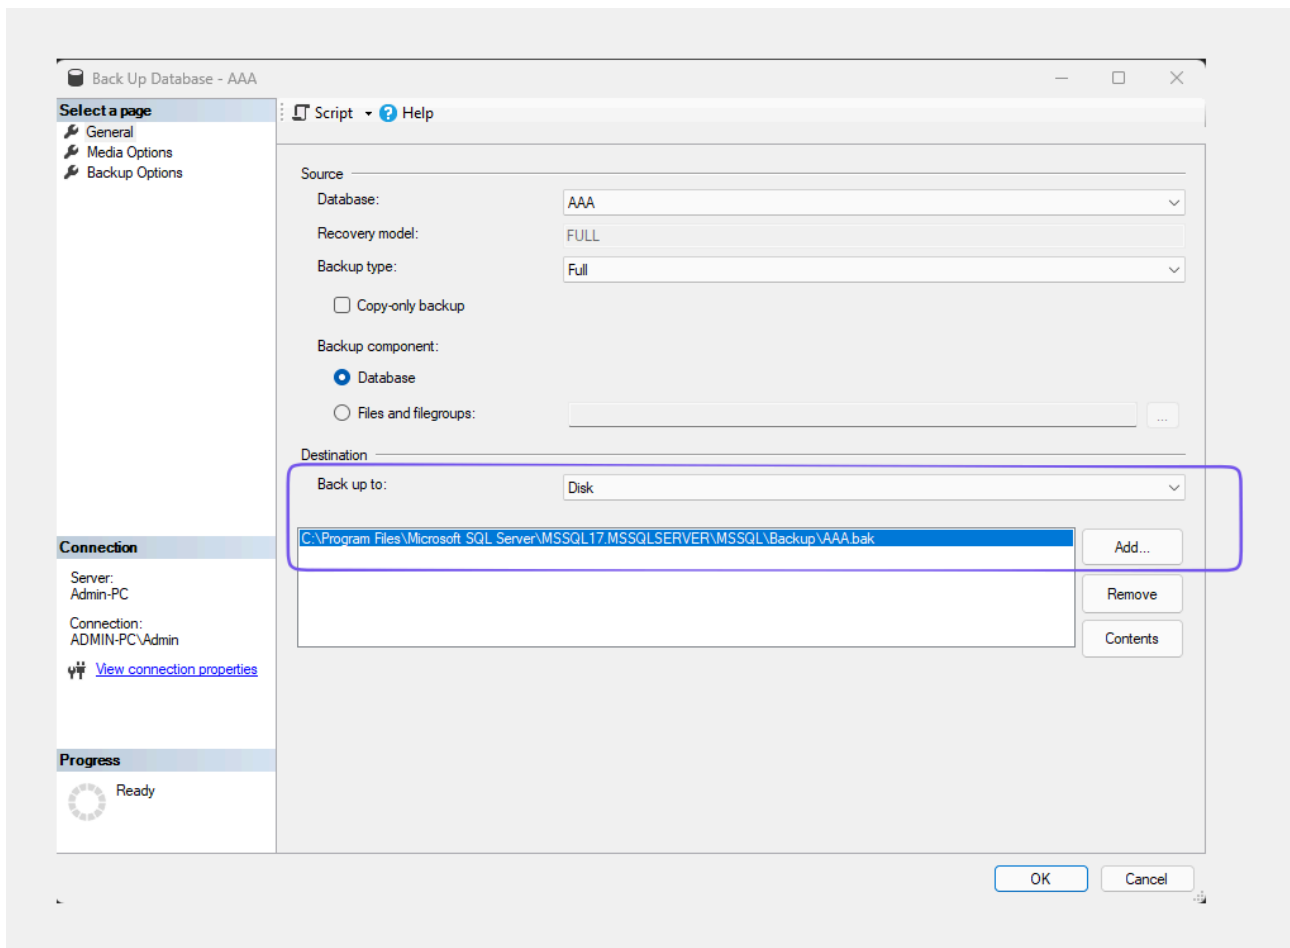 Back Up Database - AAA
Select a page
General
Media Options
Backup Options
Script
Help
Source
Database:
AAA
Recovery model:
FULL
Backup type:
Full
Copy-only backup
Backup component:
Database
Files and filegroups:
...
Destination
Back up to:
Disk
C:\Program Files\Microsoft SQL Server\MSSQL17.MSSQLSERVER\MSSQL\Backup\AAA.bak
Add...
Remove
Contents
Connection
Server:
Admin-PC
Connection:
ADMIN-PC\Admin
View connection properties
Progress
Ready
OK
Cancel